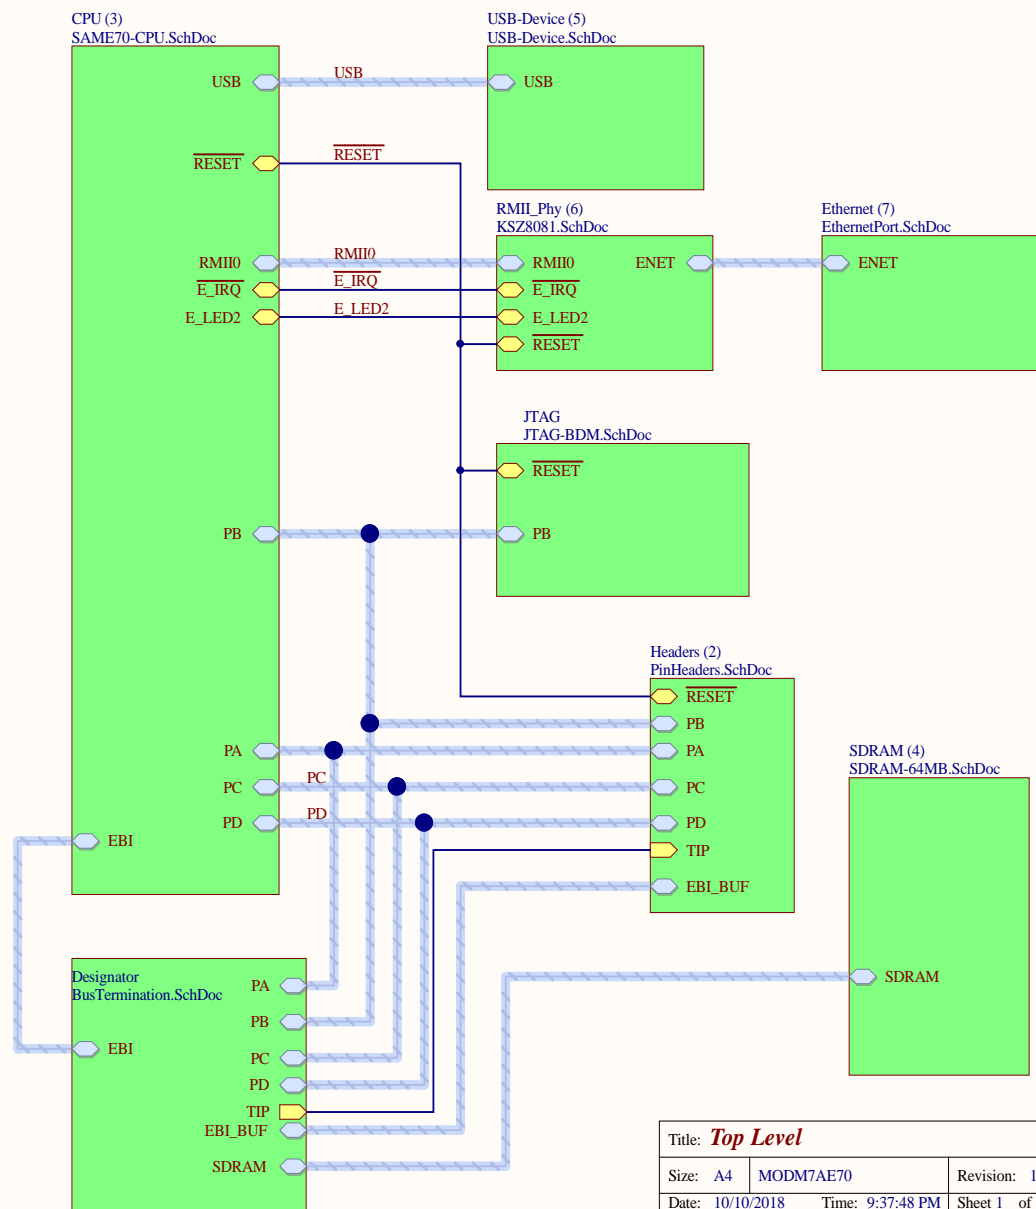 CPU (3)
SAME70-CPU.SchDoc
USB
RESET
RMII0
E_IRQ
E_LED2
PB
PA
PC
PD
EBI
USB
RESET
RMII0
E_IRQ
E_LED2
PC
PD
USB-Device (5)
USB-Device.SchDoc
USB
RMII_Phy (6)
KSZ8081.SchDoc
RMII0
ENET
E_IRQ
E_LED2
RESET
Ethernet (7)
EthernetPort.SchDoc
ENET
JTAG
JTAG-BDM.SchDoc
RESET
PB
Headers (2)
PinHeaders.SchDoc
RESET
PB
PA
PC
PD
TIP
EBI_BUF
SDRAM (4)
SDRAM-64MB.SchDoc
SDRAM
Designator
BusTermination.SchDoc
PA
PB
EBI
PC
PD
TIP
EBI_BUF
SDRAM
Title: Top Level
Size: A4 MODM7AE70 Revision: 1
Date: 10/10/2018 Time: 9:37:48 PM Sheet 1 of